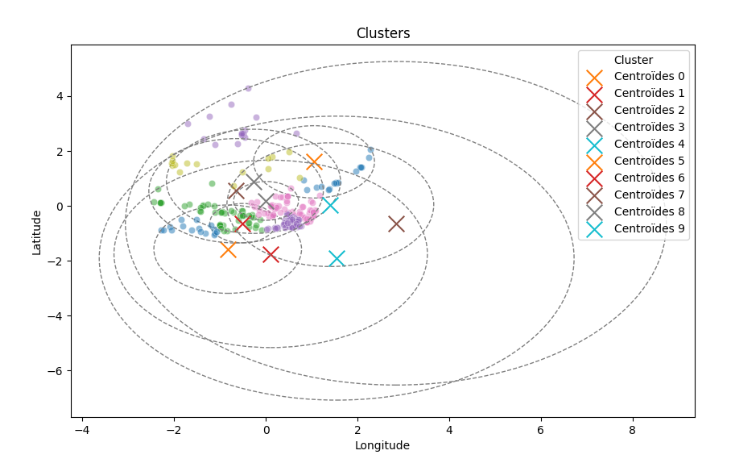 Clusters
Cluster
Centroïdes 0
Centroïdes 1
Centroïdes 2
Centroïdes 3
Centroïdes 4
Centroïdes 5
Centroïdes 6
Centroïdes 7
Centroïdes 8
Centroïdes 9
Latitude
4
2
0
−2
−4
−6
−4
−2
0
2
4
6
8
Longitude